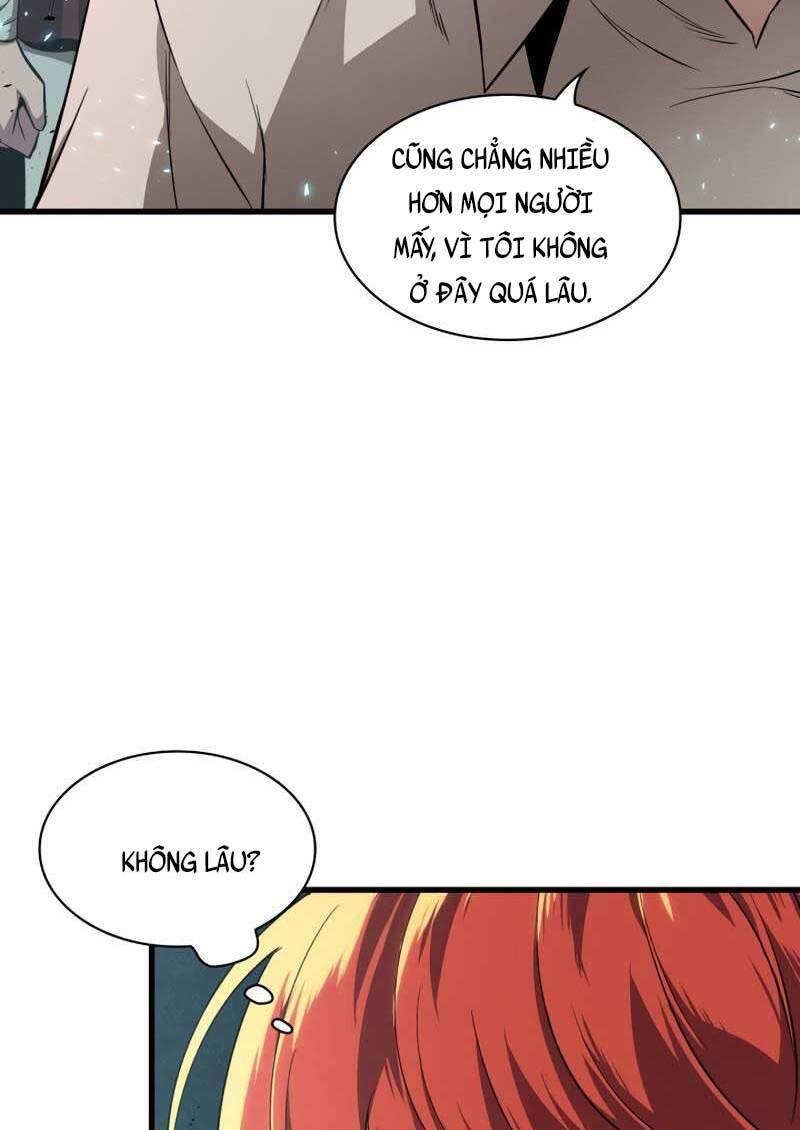 CŨNG CHẲNG NHIỀU
HƠN MỌI NGƯỜI
MẤY, VÌ TÔI KHÔNG
Ở ĐÂY QUÁ LÂU.
KHÔNG LÂU?